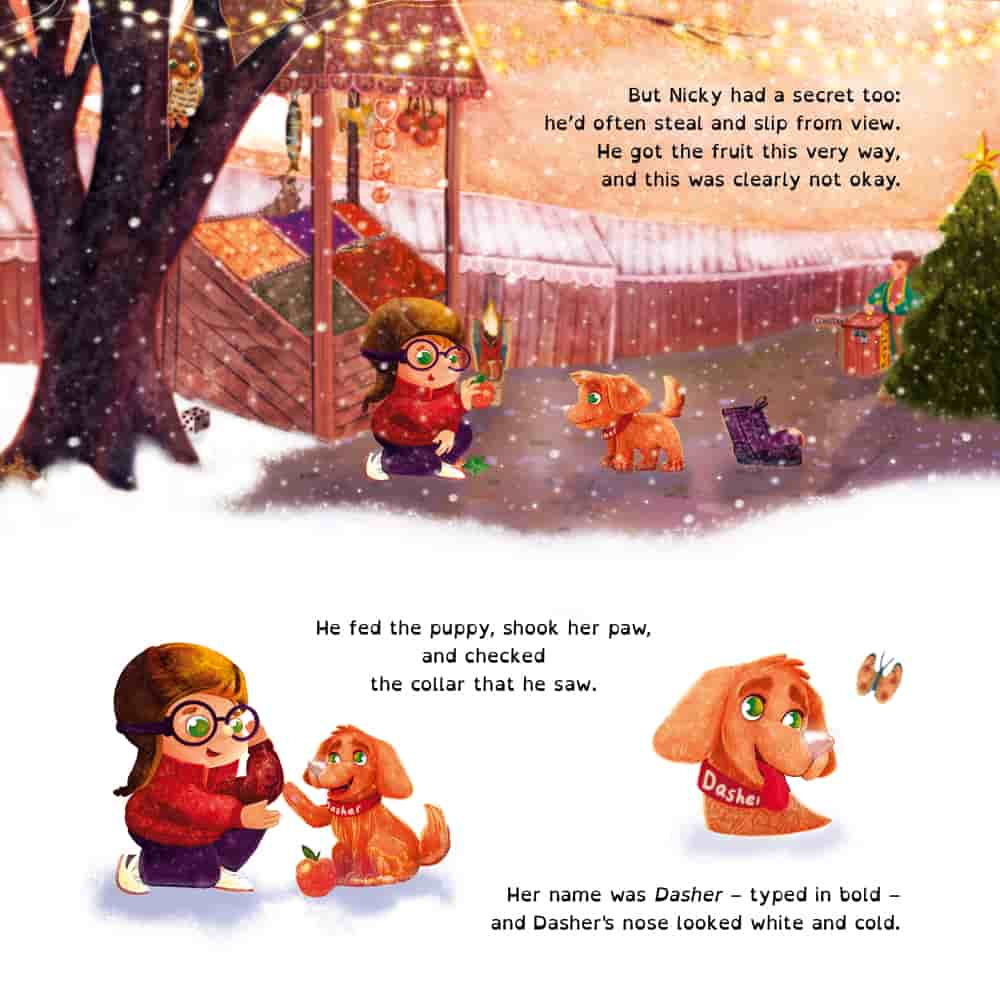 But Nicky had a secret too:
he'd often steal and slip from view.
He got the fruit this very way,
and this was clearly not okay.
He fed the puppy, shook her paw,
and checked
the collar that he saw.
Dasher
Dasher
Her name was Dasher – typed in bold –
and Dasher's nose looked white and cold.